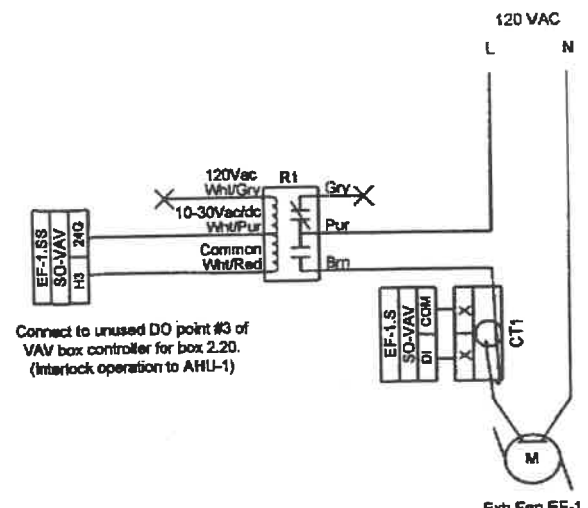 120 VAC
L N
120Vac
Wht/Gry
R1
Gry
10-30Vac/dc
Wht/Pur
Pur
Common
Wht/Red
Brn
EF-1.SS
SO-VAV
H3 24G
Connect to unused DO point #3 of
VAV box controller for box 2.20.
(Interlock operation to AHU-1)
EF-1.S
SO-VAV
DI COM
CT1
M
Exh Fan EF-1